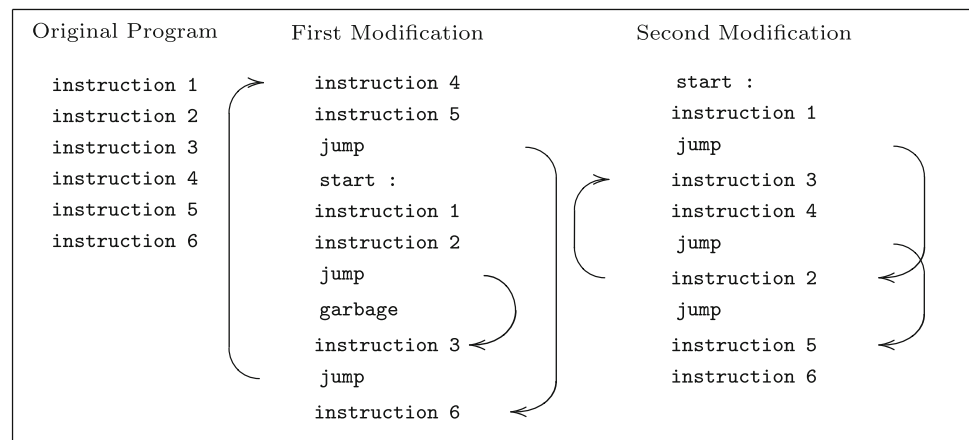 Original Program
instruction 1
instruction 2
instruction 3
instruction 4
instruction 5
instruction 6
First Modification
instruction 4
instruction 5
jump
start :
instruction 1
instruction 2
jump
garbage
instruction 3
jump
instruction 6
Second Modification
start :
instruction 1
jump
instruction 3
instruction 4
jump
instruction 2
jump
instruction 5
instruction 6